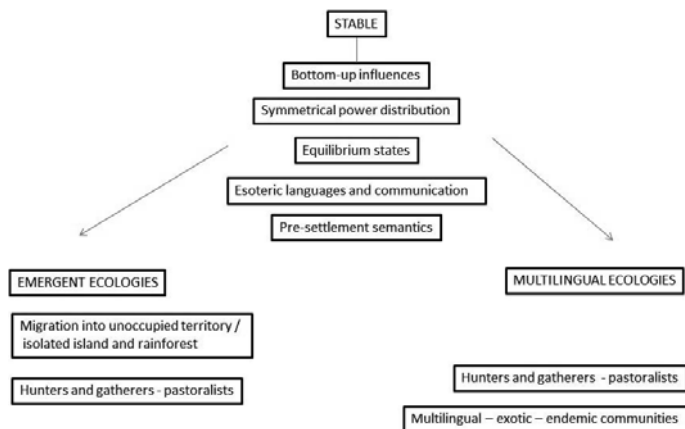 STABLE
Bottom-up influences
Symmetrical power distribution
Equilibrium states
Esoteric languages and communication
Pre-settlement semantics
EMERGENT ECOLOGIES
Migration into unoccupied territory /
isolated island and rainforest
Hunters and gatherers - pastoralists
MULTILINGUAL ECOLOGIES
Hunters and gatherers - pastoralists
Multilingual – exotic – endemic communities